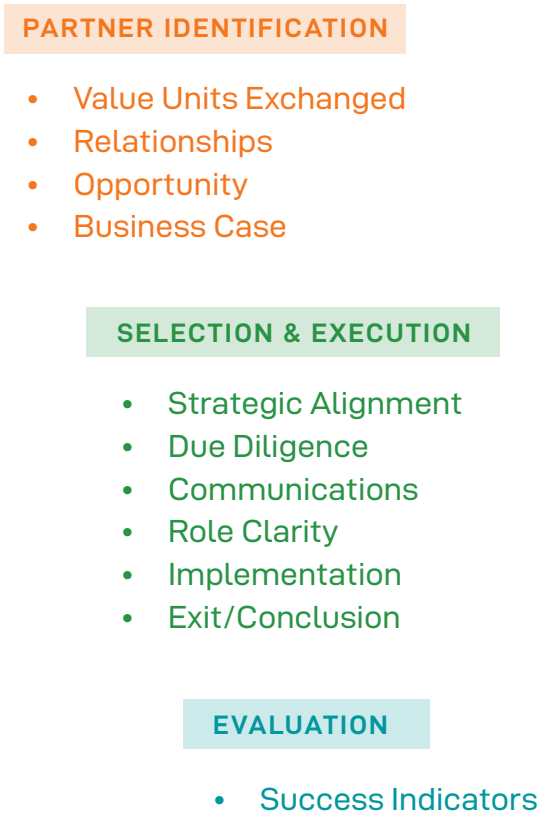 PARTNER IDENTIFICATION
• Value Units Exchanged
• Relationships
• Opportunity
• Business Case
SELECTION & EXECUTION
• Strategic Alignment
• Due Diligence
• Communications
• Role Clarity
• Implementation
• Exit/Conclusion
EVALUATION
• Success Indicators